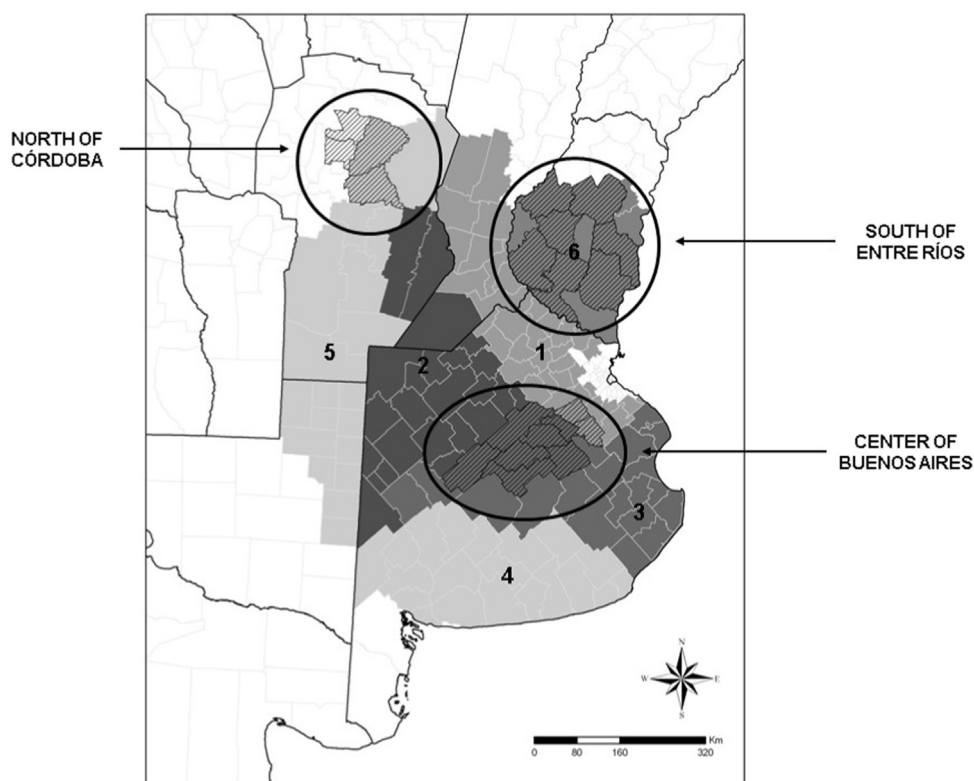 NORTH OF
CÓRDOBA
SOUTH OF
ENTRE RÍOS
6
5
2
1
CENTER OF
BUENOS AIRES
3
4
N
W E
S
Km
0 80 160 320